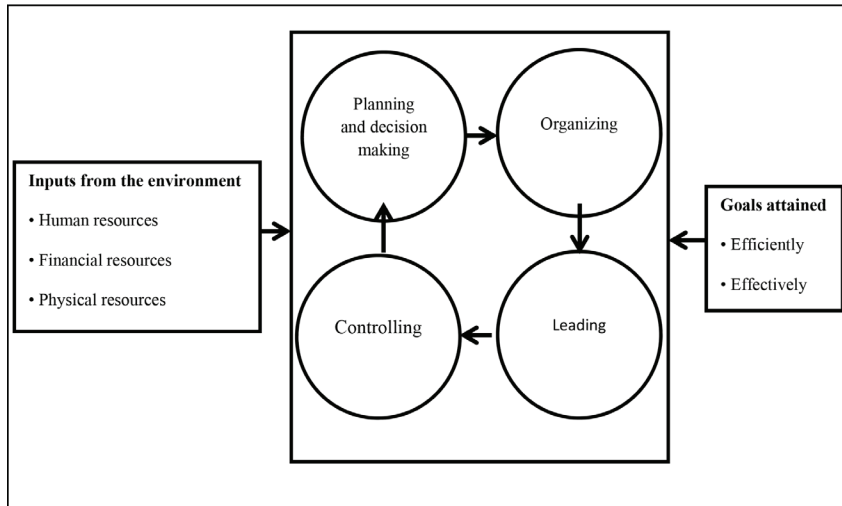 Inputs from the environment
• Human resources
• Financial resources
• Physical resources
Planning
and decision
making
Organizing
Controlling
Leading
Goals attained
• Efficiently
• Effectively